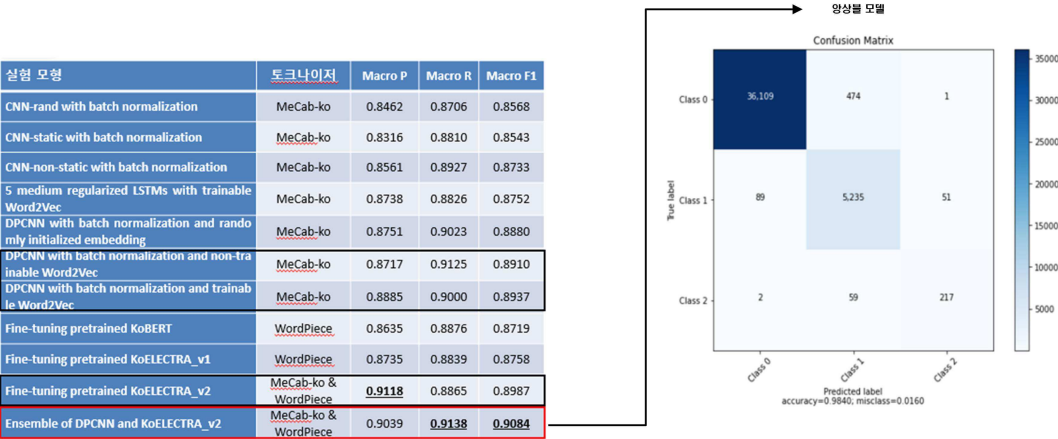 앙상블 모델
실험 모형 토크나이저 Macro P Macro R Macro F1
CNN-rand with batch normalization MeCab-ko 0.8462 0.8706 0.8568
CNN-static with batch normalization MeCab-ko 0.8316 0.8810 0.8543
CNN-non-static with batch normalization MeCab-ko 0.8561 0.8927 0.8733
5 medium regularized LSTMs with trainable
Word2Vec
MeCab-ko 0.8738 0.8826 0.8752
DPCNN with batch normalization and rando
mly initialized embedding
MeCab-ko 0.8751 0.9023 0.8880
DPCNN with batch normalization and non-tra
inable Word2Vec
MeCab-ko 0.8717 0.9125 0.8910
DPCNN with batch normalization and trainab
le Word2Vec
MeCab-ko 0.8885 0.9000 0.8937
Fine-tuning pretrained KoBERT WordPiece 0.8635 0.8876 0.8719
Fine-tuning pretrained KoELECTRA_v1 WordPiece 0.8735 0.8839 0.8758
Fine-tuning pretrained KoELECTRA_v2
MeCab-ko &
WordPiece
0.9118 0.8865 0.8987
Ensemble of DPCNN and KoELECTRA_v2
MeCab-ko &
WordPiece
0.9039 0.9138 0.9084
Confusion Matrix
True label
Class 0 36,109 474 1
Class 1 89 5,235 51
Class 2 2 59 217
Class 0 Class 1 Class 2
Predicted label
accuracy=0.9840; misclass=0.0160
35000
30000
25000
20000
15000
10000
5000